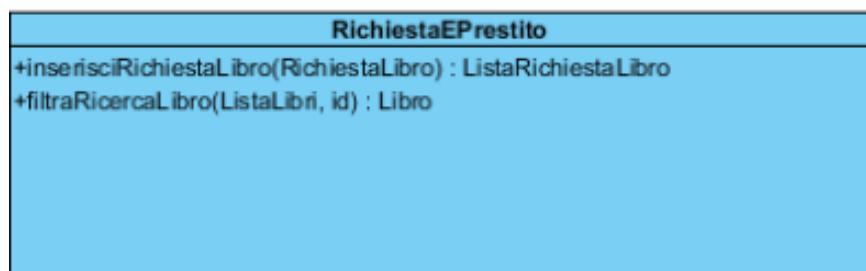 RichiestaEPrestito
+inserisciRichiestaLibro(RichiestaLibro) : ListaRichiestaLibro
+filtraRicercaLibro(ListaLibri, id) : Libro